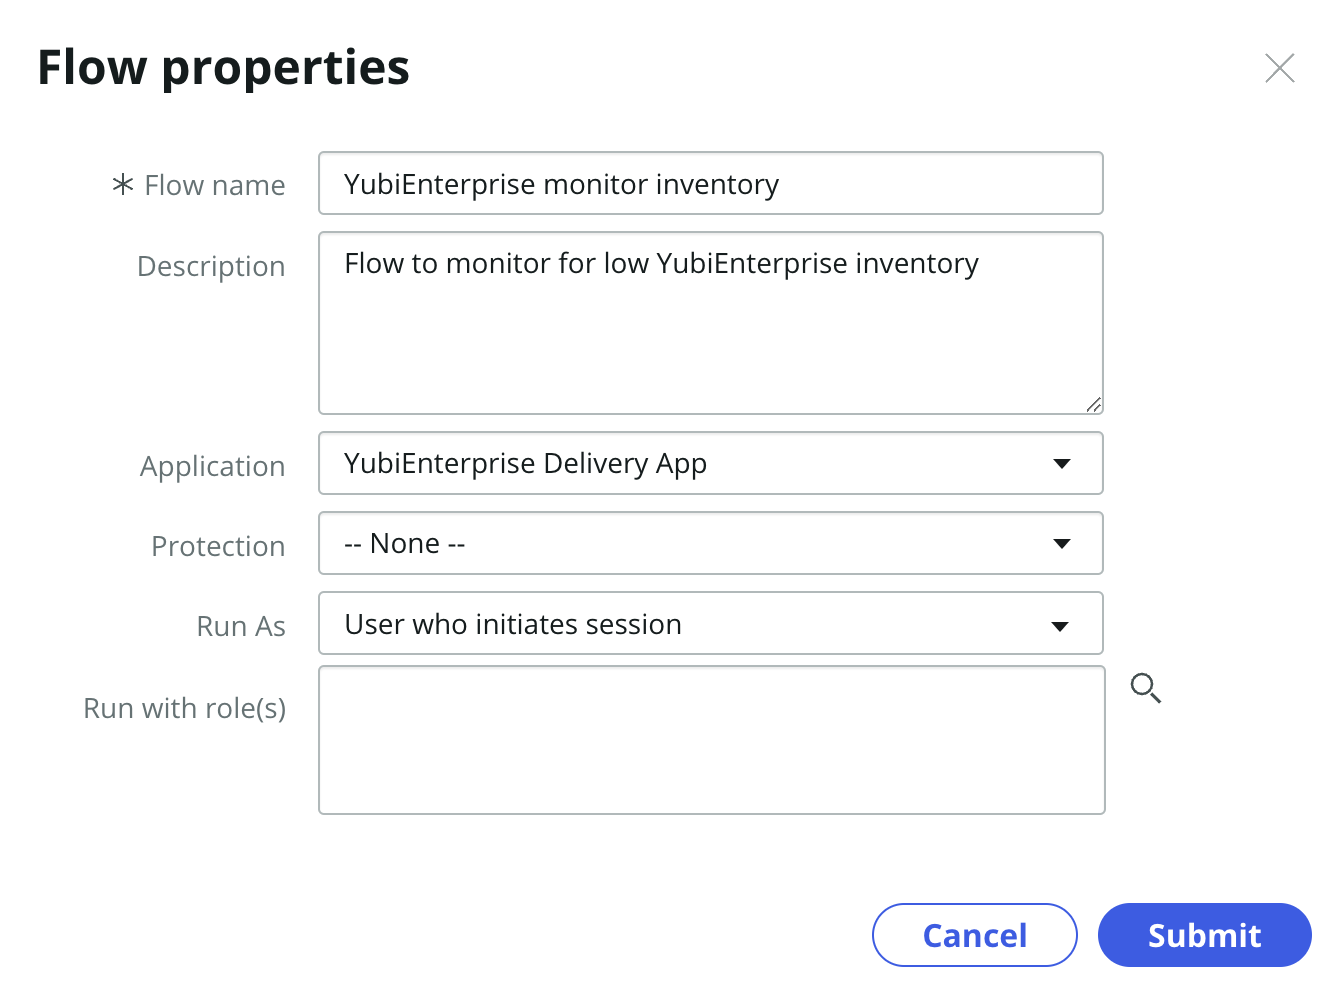 Flow properties
* Flow name
YubiEnterprise monitor inventory
Description
Flow to monitor for low YubiEnterprise inventory
Application
YubiEnterprise Delivery App
Protection
-- None --
Run As
User who initiates session
Run with role(s)
Cancel
Submit